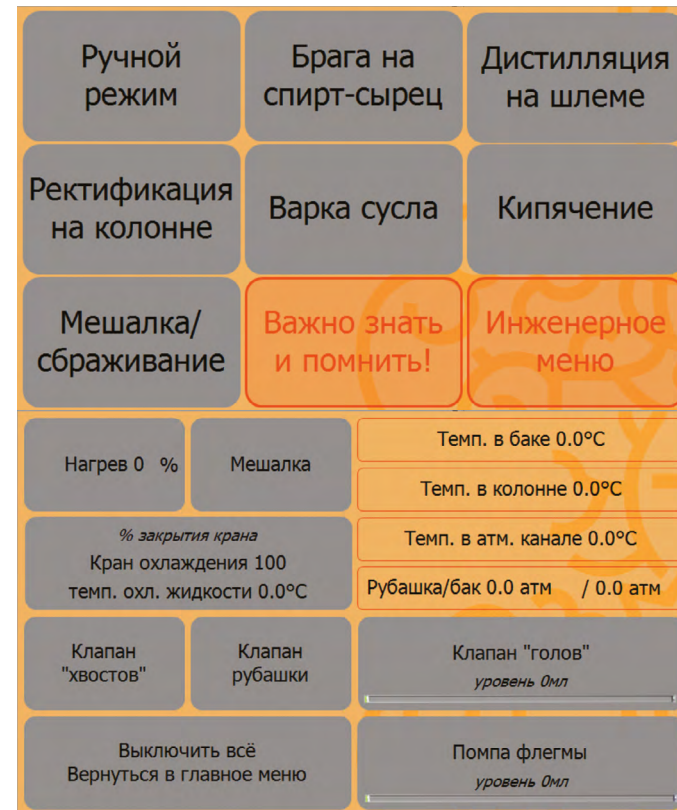 Ручной
режим
Брага на
спирт-сырец
Дистилляция
на шлеме
Ректификация
на колонне
Варка сусла
Кипячение
Мешалка/
сбраживание
Важно знать
и помнить!
Инженерное
меню
Нагрев 0 %
Мешалка
Темп. в баке 0.0°C
Темп. в колонне 0.0°C
% закрытия крана
Кран охлаждения 100
темп. охл. жидкости 0.0°C
Темп. в атм. канале 0.0°C
Рубашка/бак 0.0 атм / 0.0 атм
Клапан
"хвостов"
Клапан
рубашки
Клапан "голов"
уровень 0мл
Выключить всё
Вернуться в главное меню
Помпа флегмы
уровень 0мл